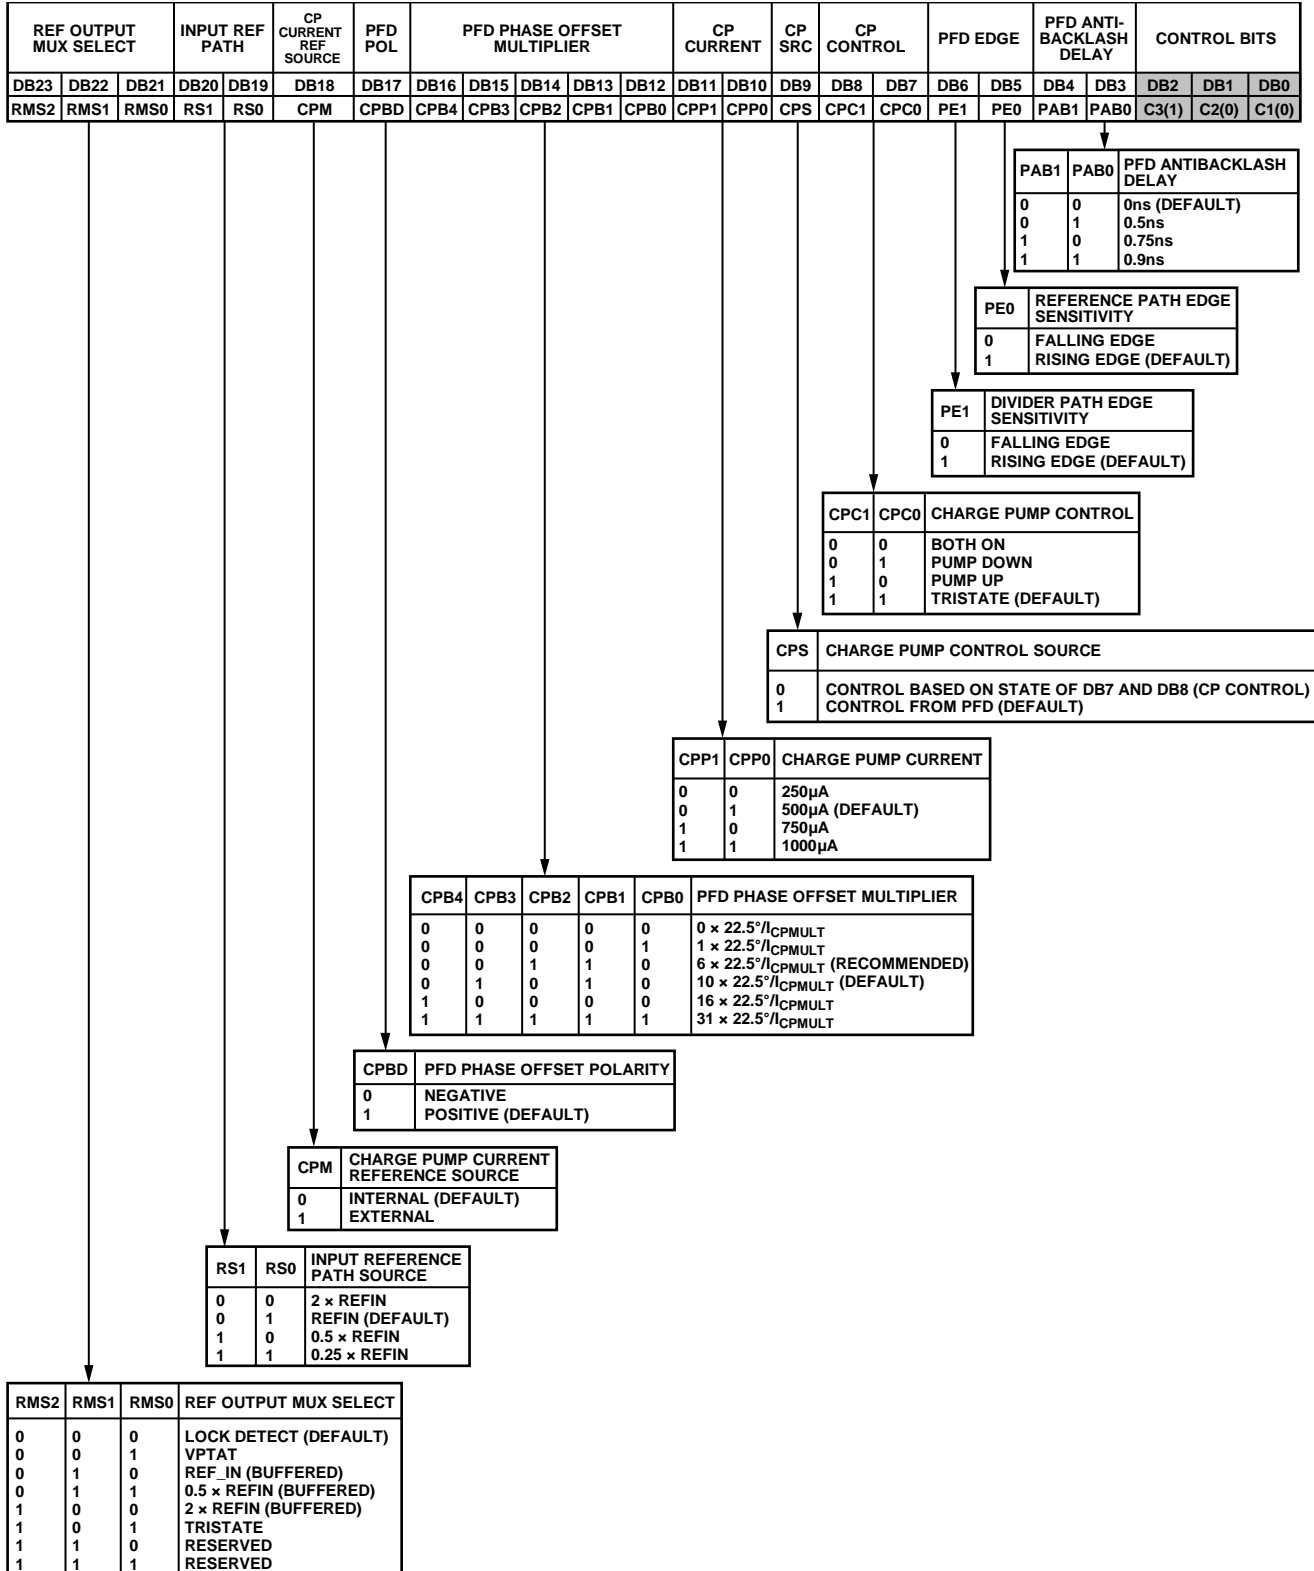 REF OUTPUT
MUX SELECT
INPUT REF
PATH
CP
CURRENT
REF
SOURCE
PFD
POL
PFD PHASE OFFSET
MULTIPLIER
CP
CURRENT
CP
SRC
CP
CONTROL
PFD EDGE
PFD ANTI-
BACKLASH
DELAY
CONTROL BITS
DB23 DB22 DB21 DB20 DB19 DB18 DB17 DB16 DB15 DB14 DB13 DB12 DB11 DB10 DB9 DB8 DB7 DB6 DB5 DB4 DB3 DB2 DB1 DB0
RMS2 RMS1 RMS0 RS1 RS0 CPM CPBD CPB4 CPB3 CPB2 CPB1 CPB0 CPP1 CPP0 CPS CPC1 CPC0 PE1 PE0 PAB1 PAB0 C3(1) C2(0) C1(0)
PAB1 PAB0 PFD ANTIBACKLASH
DELAY
0 0 0ns (DEFAULT)
0 1 0.5ns
1 0 0.75ns
1 1 0.9ns
PE0 REFERENCE PATH EDGE
SENSITIVITY
0 FALLING EDGE
1 RISING EDGE (DEFAULT)
PE1 DIVIDER PATH EDGE
SENSITIVITY
0 FALLING EDGE
1 RISING EDGE (DEFAULT)
CPC1 CPC0 CHARGE PUMP CONTROL
0 0 BOTH ON
0 1 PUMP DOWN
1 0 PUMP UP
1 1 TRISTATE (DEFAULT)
CPS CHARGE PUMP CONTROL SOURCE
0 CONTROL BASED ON STATE OF DB7 AND DB8 (CP CONTROL)
1 CONTROL FROM PFD (DEFAULT)
CPP1 CPP0 CHARGE PUMP CURRENT
0 0 250µA
0 1 500µA (DEFAULT)
1 0 750µA
1 1 1000µA
CPB4 CPB3 CPB2 CPB1 CPB0 PFD PHASE OFFSET MULTIPLIER
0 0 0 0 0 0 × 22.5°/ICPMULT
0 0 0 0 1 1 × 22.5°/ICPMULT
0 0 1 1 0 6 × 22.5°/ICPMULT (RECOMMENDED)
0 1 0 1 0 10 × 22.5°/ICPMULT (DEFAULT)
1 0 0 0 0 16 × 22.5°/ICPMULT
1 1 1 1 1 31 × 22.5°/ICPMULT
CPBD PFD PHASE OFFSET POLARITY
0 NEGATIVE
1 POSITIVE (DEFAULT)
CPM CHARGE PUMP CURRENT
REFERENCE SOURCE
0 INTERNAL (DEFAULT)
1 EXTERNAL
RS1 RS0 INPUT REFERENCE
PATH SOURCE
0 0 2 × REFIN
0 1 REFIN (DEFAULT)
1 0 0.5 × REFIN
1 1 0.25 × REFIN
RMS2 RMS1 RMS0 REF OUTPUT MUX SELECT
0 0 0 LOCK DETECT (DEFAULT)
0 0 1 VPTAT
0 1 0 REF_IN (BUFFERED)
0 1 1 0.5 × REFIN (BUFFERED)
1 0 0 2 × REFIN (BUFFERED)
1 0 1 TRISTATE
1 1 0 RESERVED
1 1 1 RESERVED